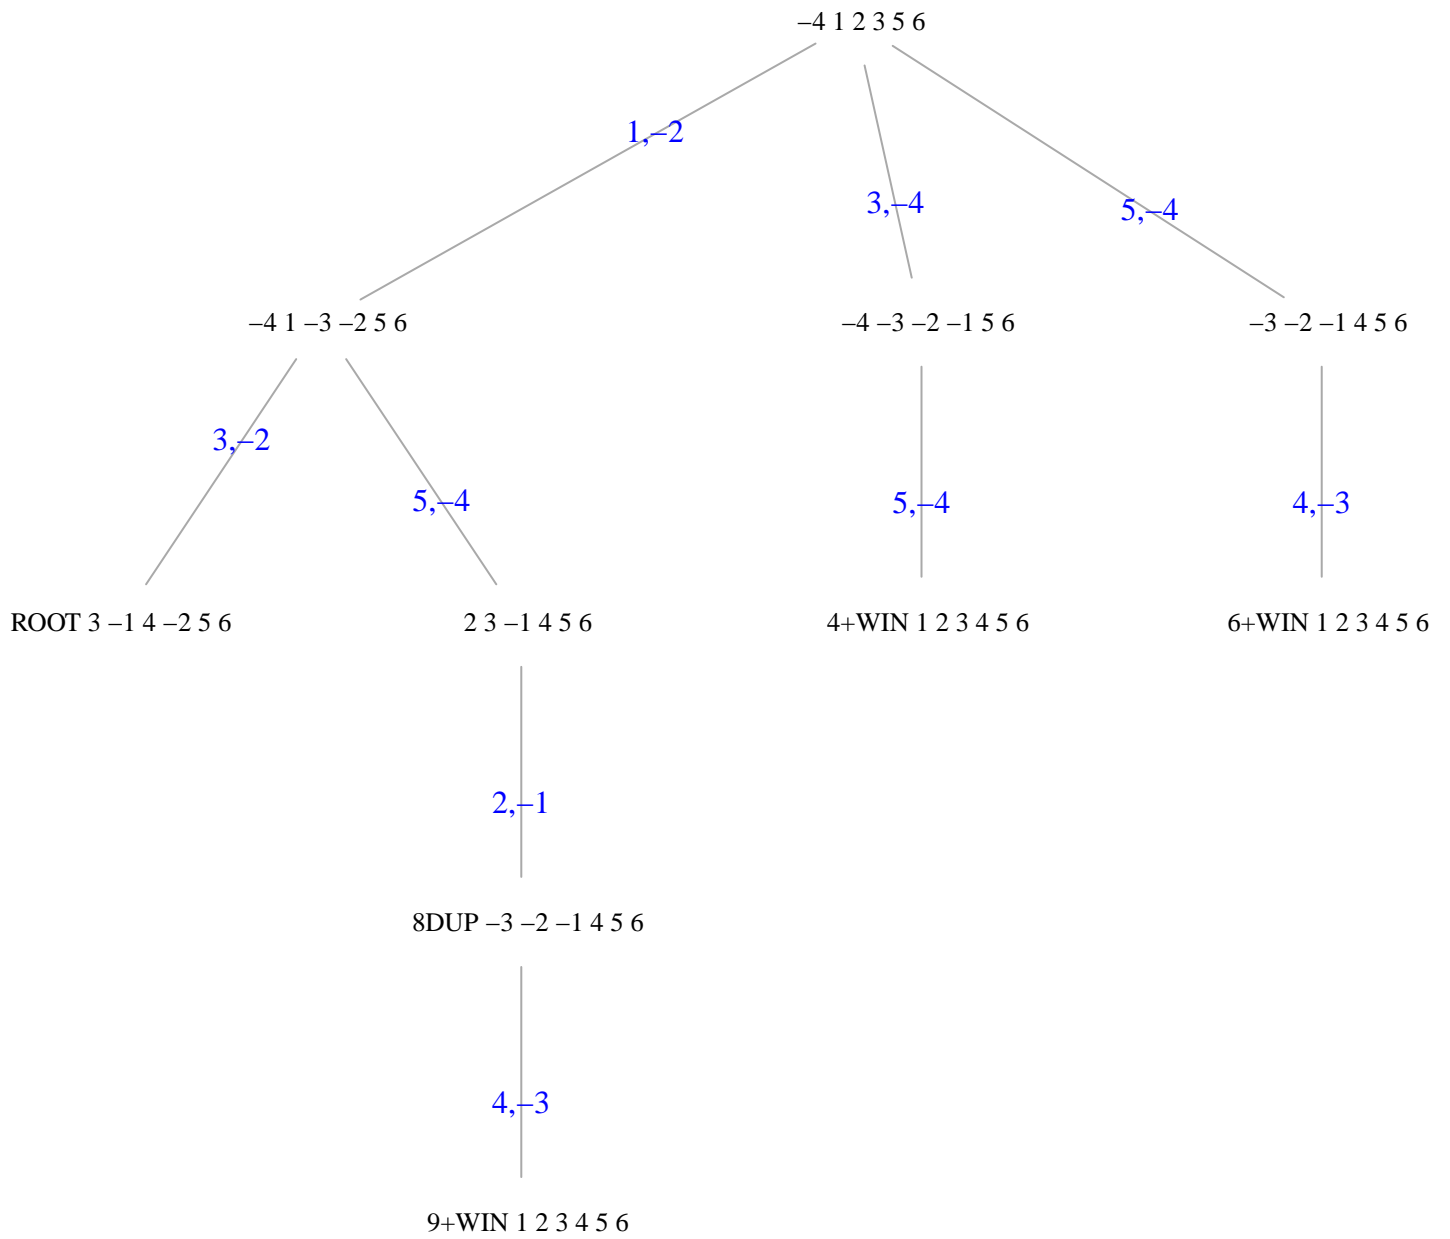 –4 1 2 3 5 6
1,–2
3,–4
5,–4
–4 1 –3 –2 5 6
–4 –3 –2 –1 5 6
–3 –2 –1 4 5 6
3,–2
5,–4
5,–4
4,–3
ROOT 3 –1 4 –2 5 6
2 3 –1 4 5 6
4+WIN 1 2 3 4 5 6
6+WIN 1 2 3 4 5 6
2,–1
8DUP –3 –2 –1 4 5 6
4,–3
9+WIN 1 2 3 4 5 6